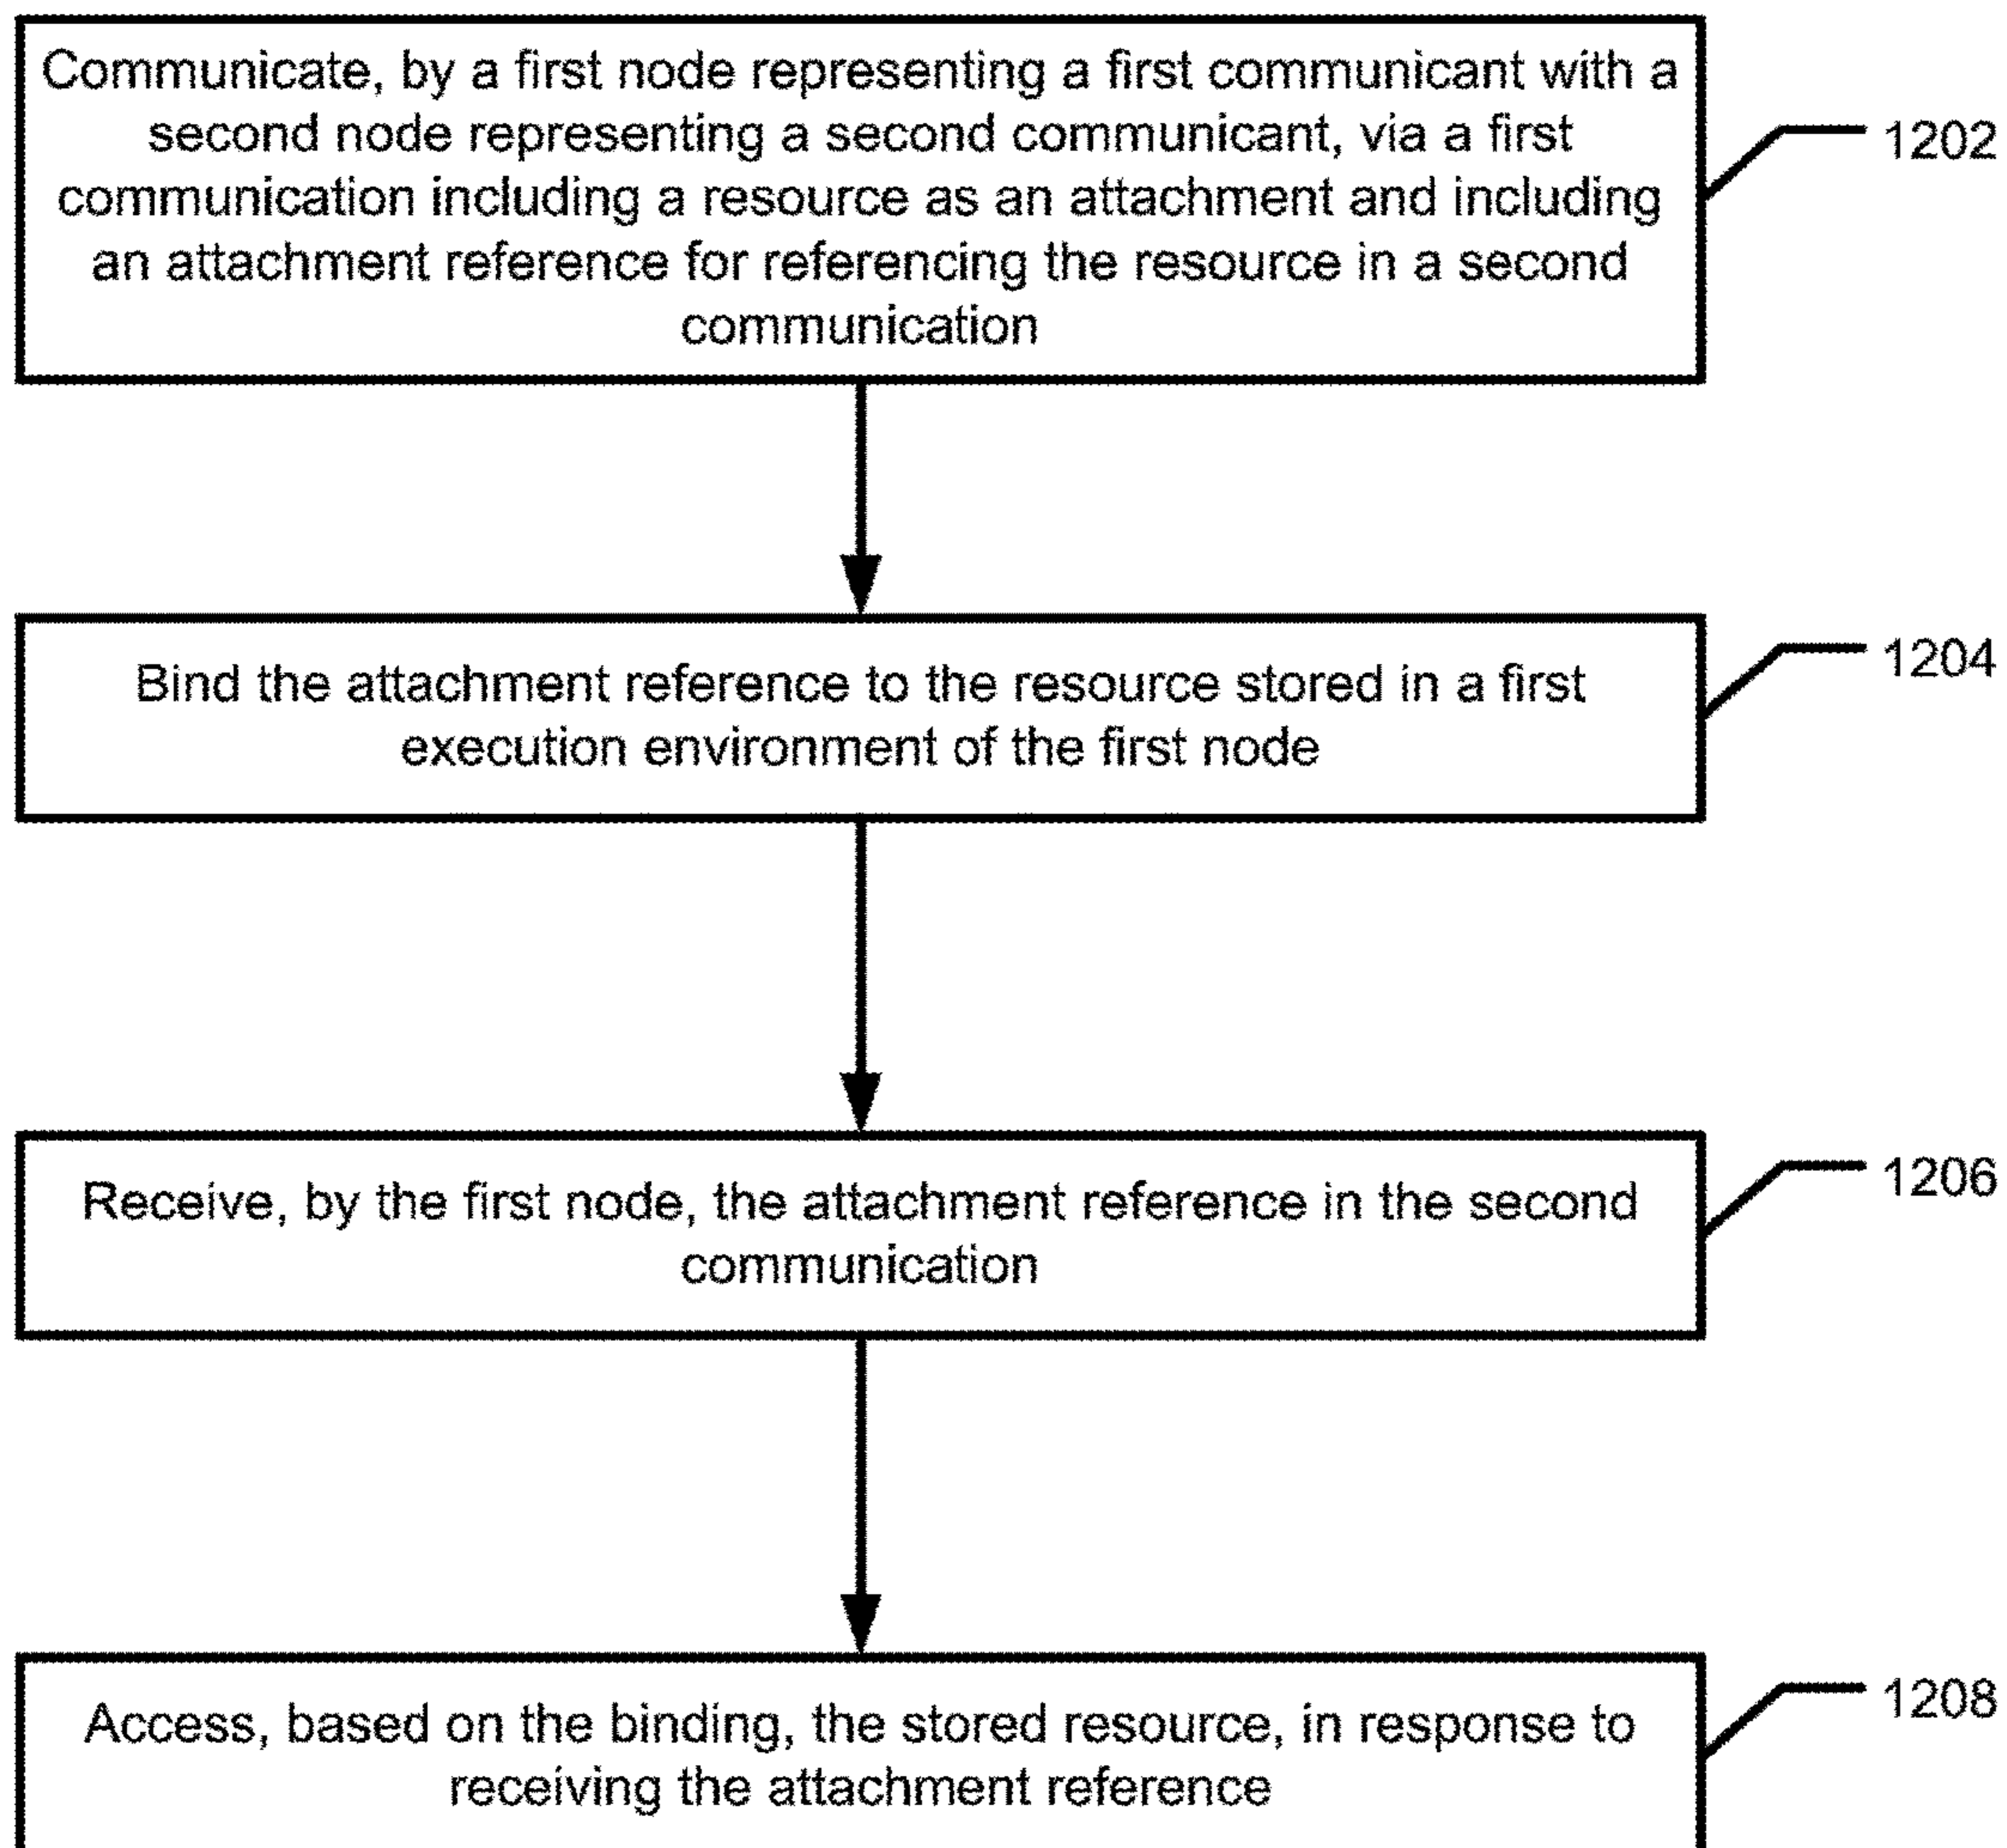 Communicate, by a first node representing a first communicant with a
second node representing a second communicant, via a first
communication including a resource as an attachment and including
an attachment reference for referencing the resource in a second
communication
1202
Bind the attachment reference to the resource stored in a first
execution environment of the first node
1204
Receive, by the first node, the attachment reference in the second
communication
1206
Access, based on the binding, the stored resource, in response to
receiving the attachment reference
1208